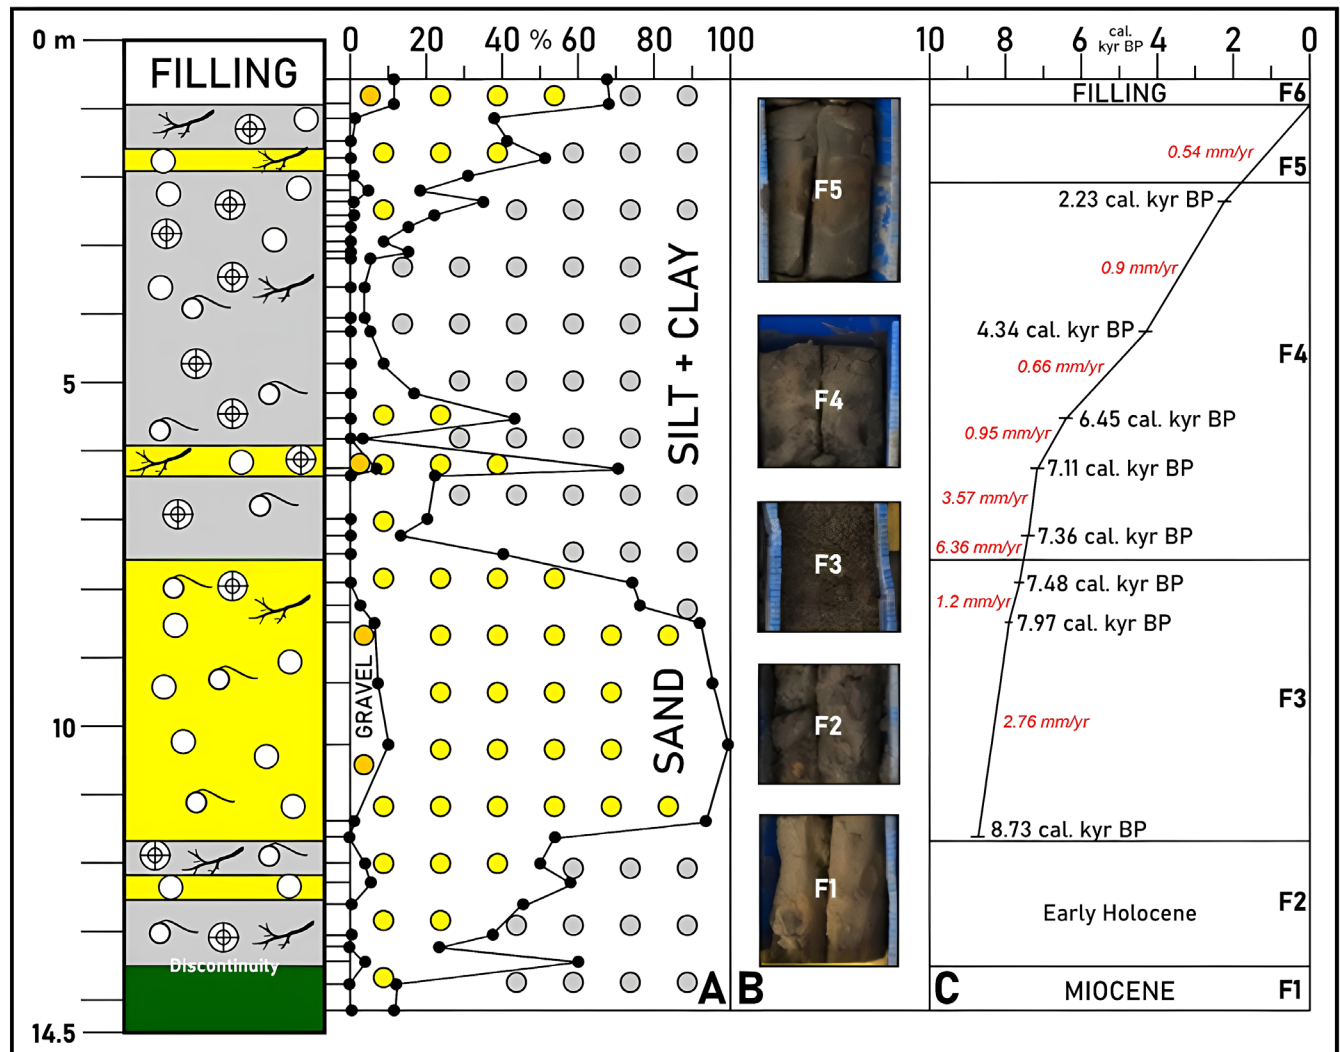 0 m
5
10
14.5
FILLING
Discontinuity
0 20 40 % 60 80 100
GRAVEL
SAND
SILT + CLAY
A
B
F5
F4
F3
F2
F1
10 8 6 cal. kyr BP 4 2 0
FILLING F6
0.54 mm/yr
F5
2.23 cal. kyr BP
0.9 mm/yr
4.34 cal. kyr BP
F4
0.66 mm/yr
6.45 cal. kyr BP
0.95 mm/yr
7.11 cal. kyr BP
3.57 mm/yr
7.36 cal. kyr BP
6.36 mm/yr
7.48 cal. kyr BP
1.2 mm/yr
7.97 cal. kyr BP
F3
2.76 mm/yr
8.73 cal. kyr BP
Early Holocene F2
C MIOCENE F1